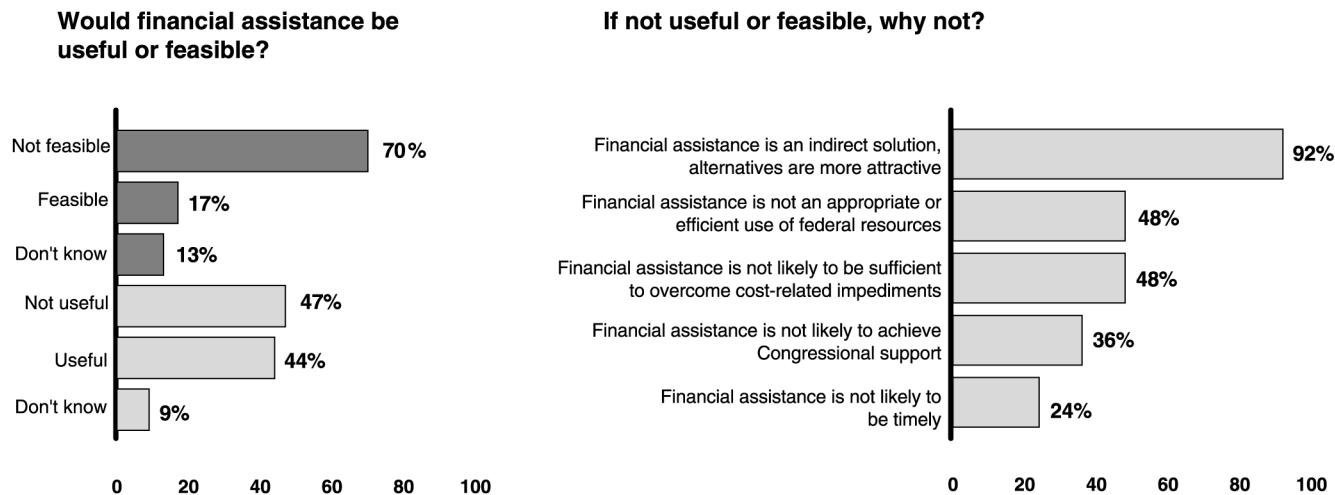 Would financial assistance be
useful or feasible?
Not feasible
70%
Feasible
17%
Don't know
13%
Not useful
47%
Useful
44%
Don't know
9%
0 20 40 60 80 100
If not useful or feasible, why not?
Financial assistance is an indirect solution,
alternatives are more attractive
92%
Financial assistance is not an appropriate or
efficient use of federal resources
48%
Financial assistance is not likely to be sufficient
to overcome cost-related impediments
48%
Financial assistance is not likely to achieve
Congressional support
36%
Financial assistance is not likely to
be timely
24%
0 20 40 60 80 100